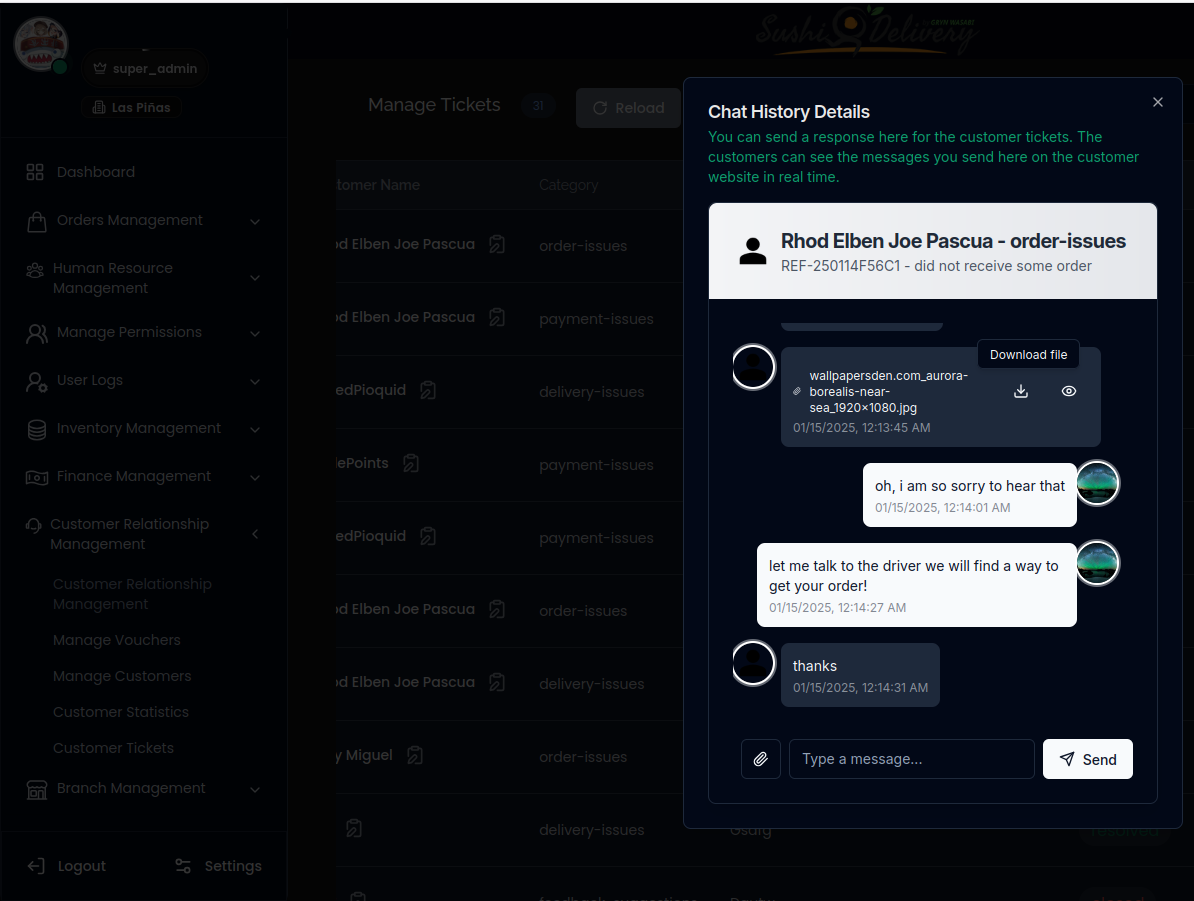 super_admin
Las Piñas
Dashboard
Orders Management
Human Resource
Management
Manage Permissions
User Logs
Inventory Management
Finance Management
Customer Relationship
Management
Customer Relationship
Management
Manage Vouchers
Manage Customers
Customer Statistics
Customer Tickets
Branch Management
Logout
Settings
Sushi Delivery
Manage Tickets
31
Reload
tomer Name
Category
d Elben Joe Pascua
order-issues
d Elben Joe Pascua
payment-issues
edPioquid
delivery-issues
ePoints
payment-issues
edPioquid
payment-issues
d Elben Joe Pascua
order-issues
d Elben Joe Pascua
delivery-issues
y Miguel
order-issues
delivery-issues
resolved
Chat History Details
You can send a response here for the customer tickets. The
customers can see the messages you send here on the customer
website in real time.
Rhod Elben Joe Pascua - order-issues
REF-250114F56C1 - did not receive some order
Download file
wallpapersden.com_aurora-
borealis-near-
sea_1920x1080.jpg
01/15/2025, 12:13:45 AM
oh, i am so sorry to hear that
01/15/2025, 12:14:01 AM
let me talk to the driver we will find a way to
get your order!
01/15/2025, 12:14:27 AM
thanks
01/15/2025, 12:14:31 AM
Type a message...
Send